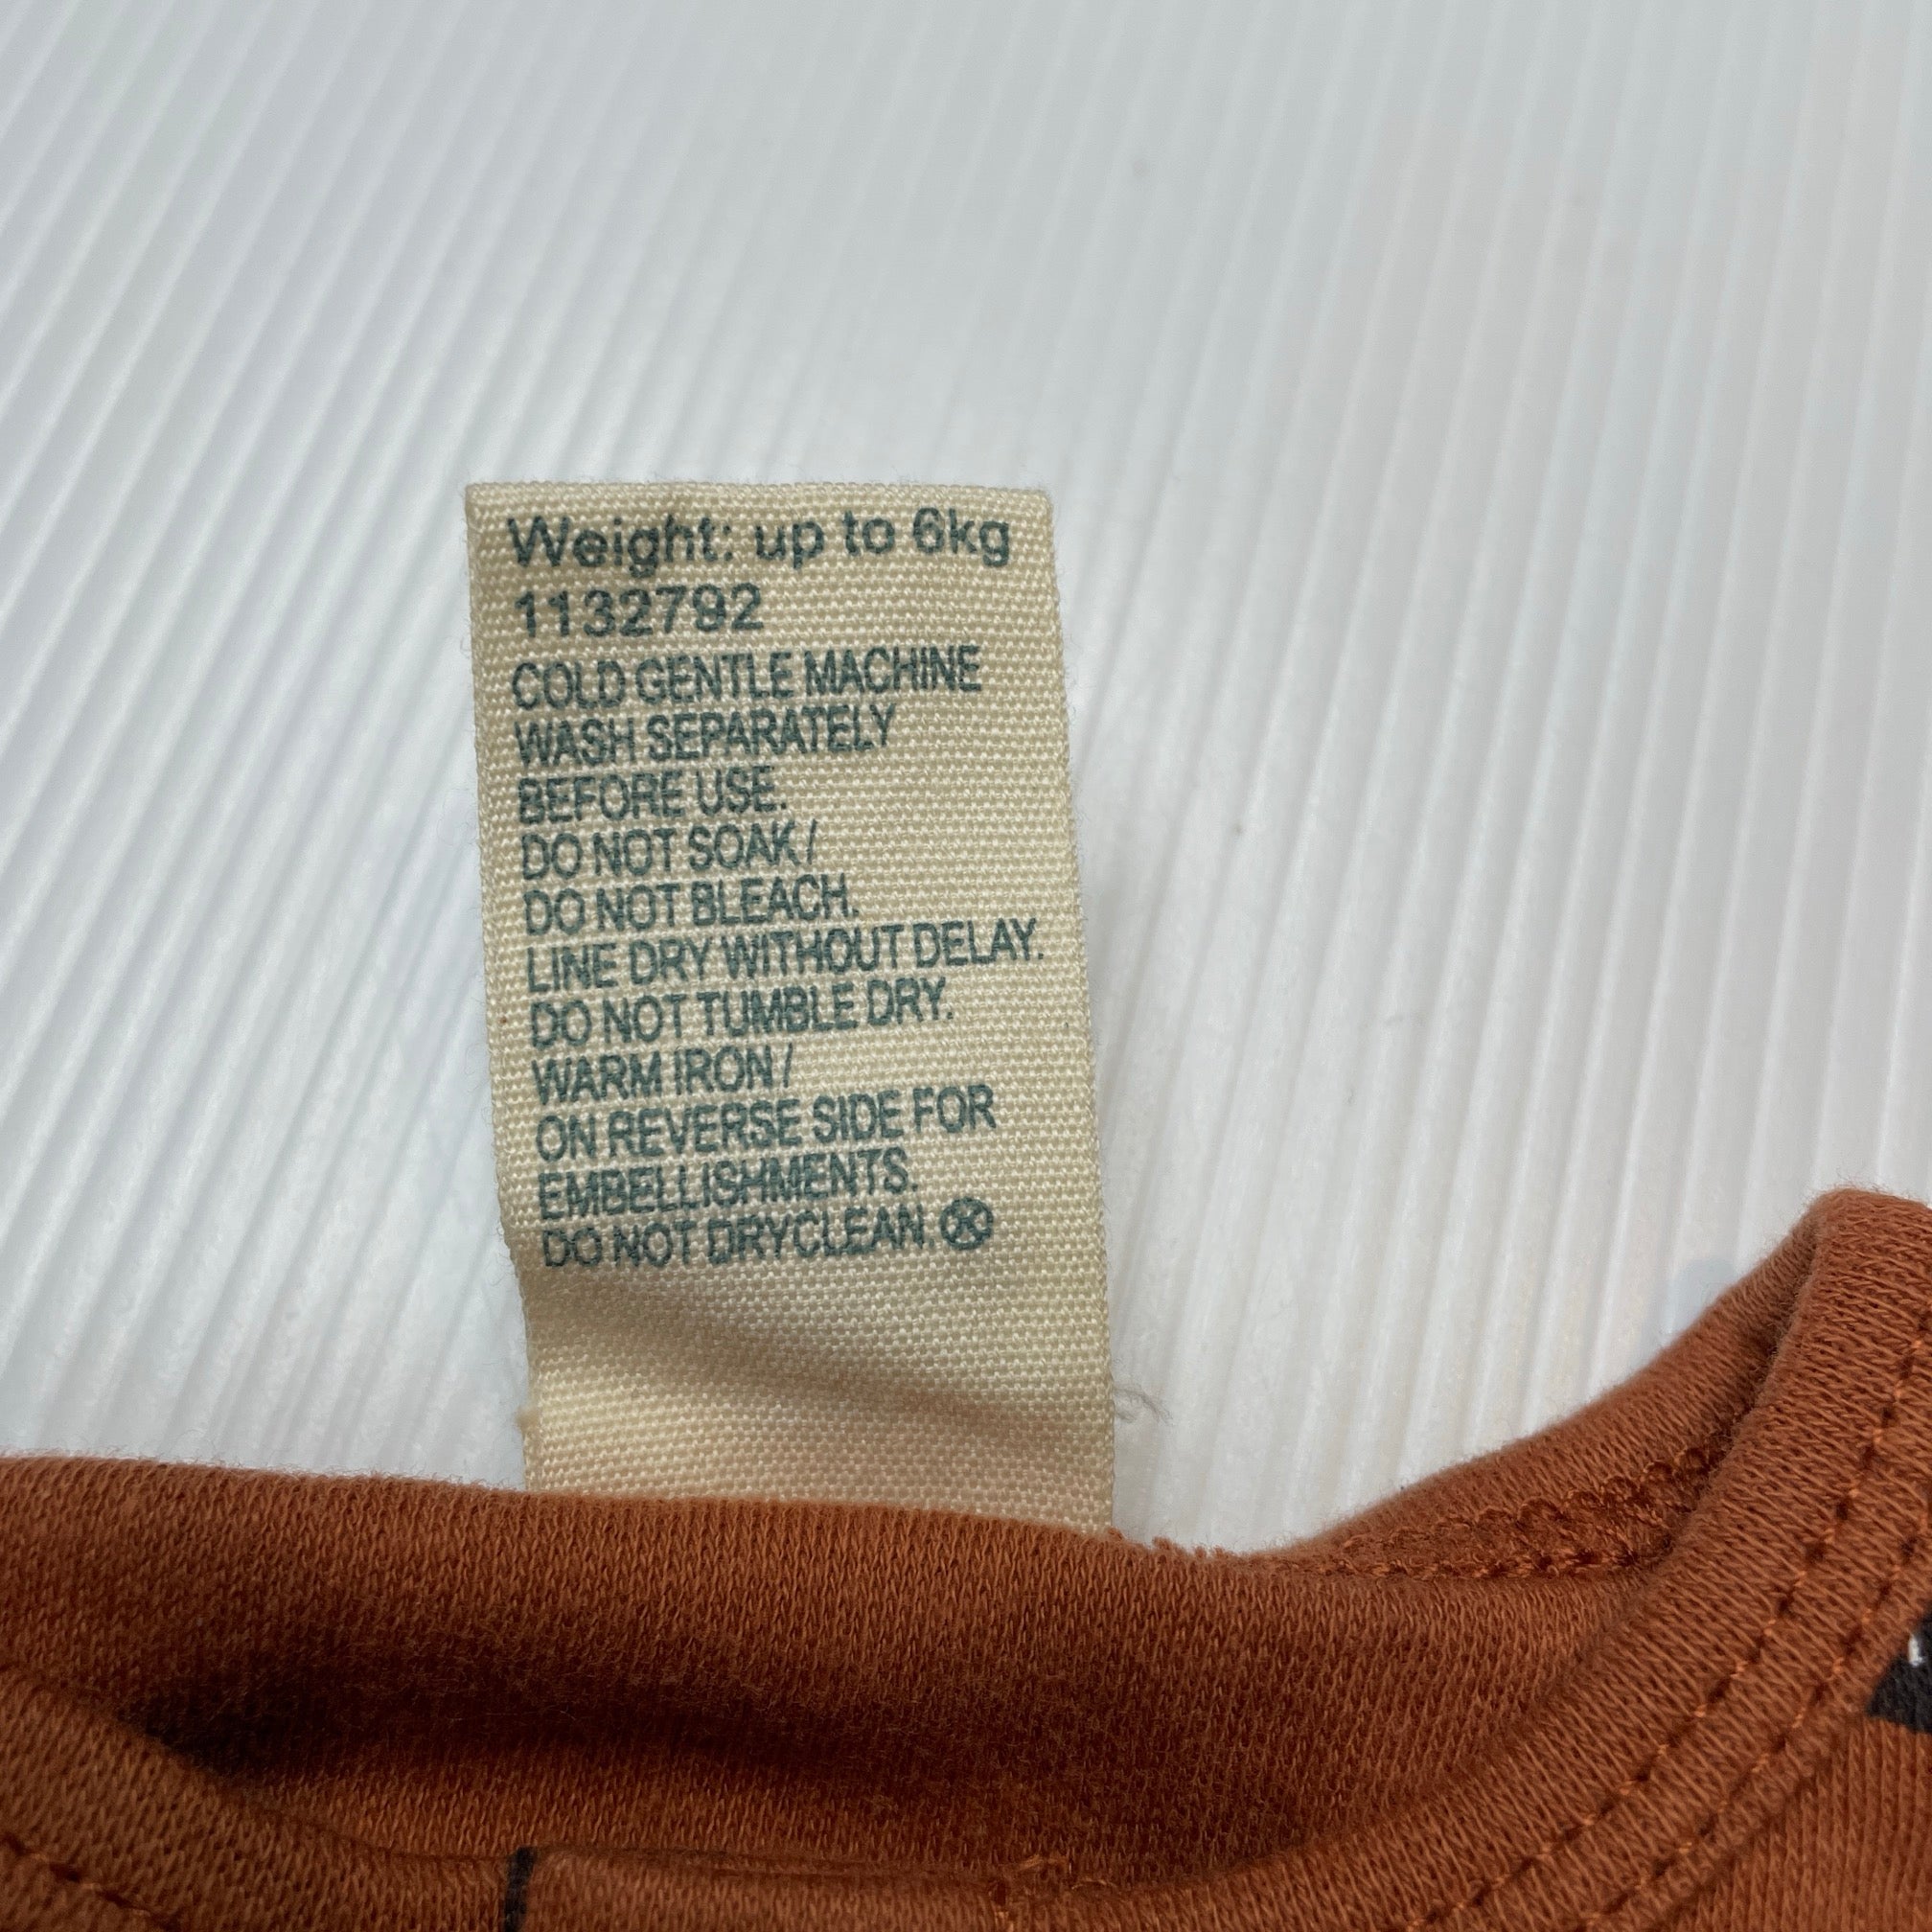 Weight: up to 6kg
1132792
COLD GENTLE MACHINE
WASH SEPARATELY
BEFORE USE.
DO NOT SOAK/
DO NOT BLEACH.
LINE DRY WITHOUT DELAY.
DO NOT TUMBLE DRY.
WARM IRON/
ON REVERSE SIDE FOR
EMBELLISHMENTS.
DO NOT DRYCLEAN